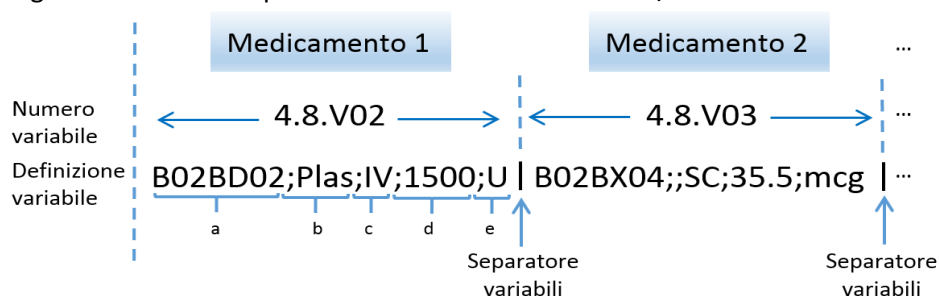 Medicamento 1 Medicamento 2 ...
Numero variabile 4.8.V02 4.8.V03 ...
Definizione variabile B02BD02;Plas;IV;1500;U | B02BX04;;SC;35.5;mcg | ...
a b c d e
Separatore variabili Separatore variabili